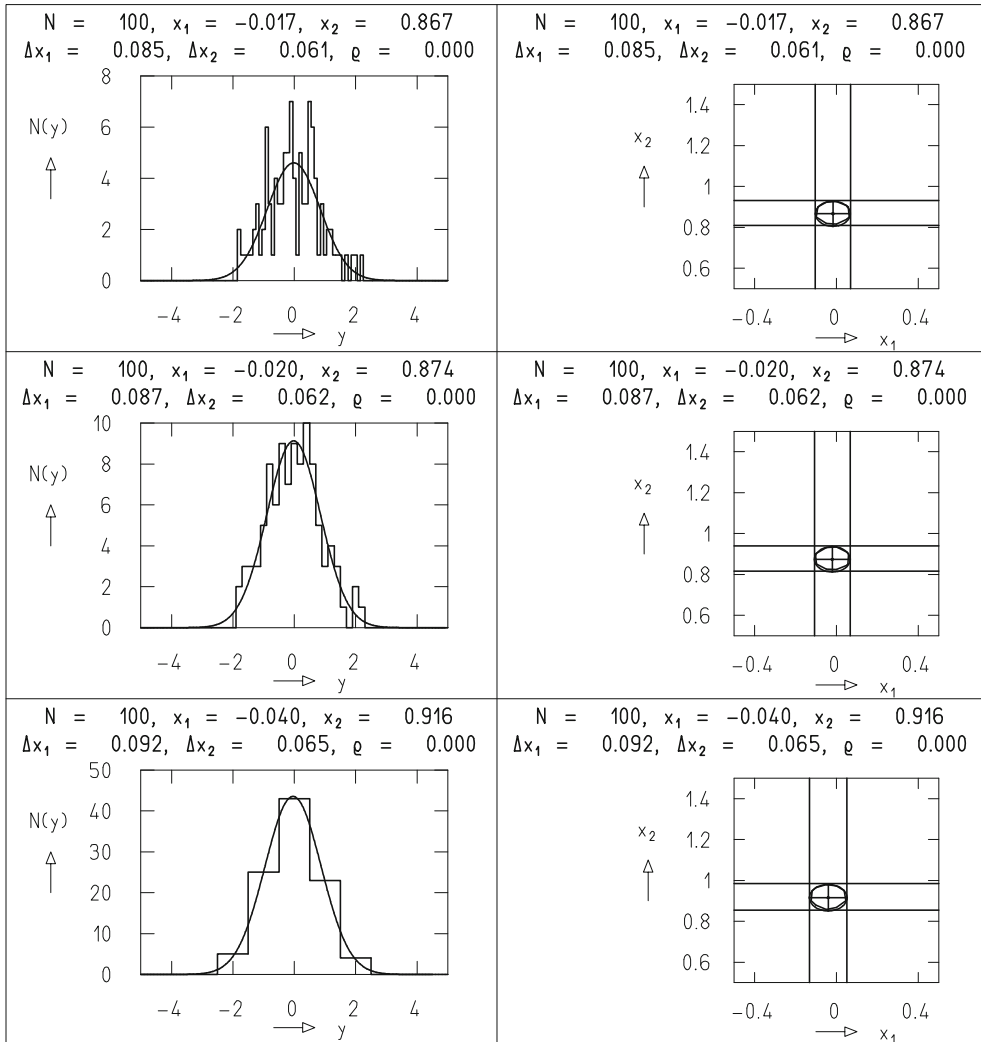 N = 100, x₁ = −0.017, x₂ = 0.867
Δx₁ = 0.085, Δx₂ = 0.061, ϱ = 0.000
8
N(y)
6
4
2
0
−4 −2 0 2 4
y
N = 100, x₁ = −0.017, x₂ = 0.867
Δx₁ = 0.085, Δx₂ = 0.061, ϱ = 0.000
1.4
x₂
1.2
1
0.8
0.6
−0.4 0 0.4
x₁
N = 100, x₁ = −0.020, x₂ = 0.874
Δx₁ = 0.087, Δx₂ = 0.062, ϱ = 0.000
10
N(y)
8
6
4
2
0
−4 −2 0 2 4
y
N = 100, x₁ = −0.020, x₂ = 0.874
Δx₁ = 0.087, Δx₂ = 0.062, ϱ = 0.000
1.4
x₂
1.2
1
0.8
0.6
−0.4 0 0.4
x₁
N = 100, x₁ = −0.040, x₂ = 0.916
Δx₁ = 0.092, Δx₂ = 0.065, ϱ = 0.000
50
N(y)
40
30
20
10
0
−4 −2 0 2 4
y
N = 100, x₁ = −0.040, x₂ = 0.916
Δx₁ = 0.092, Δx₂ = 0.065, ϱ = 0.000
1.4
x₂
1.2
1
0.8
0.6
−0.4 0 0.4
x₁